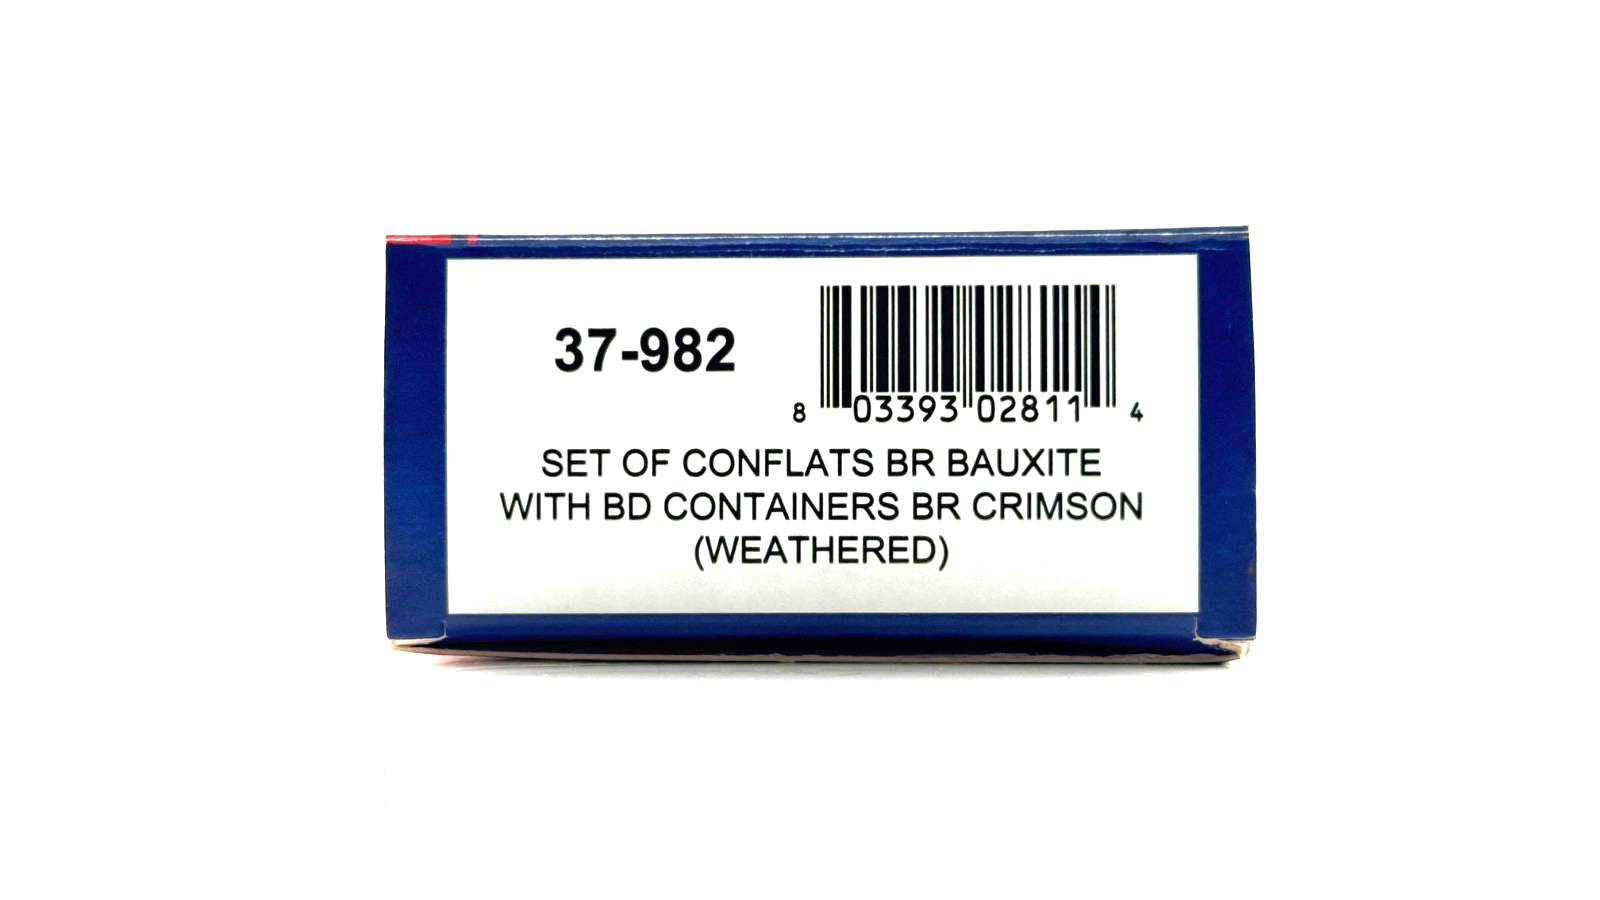 37-982
8 03393 02811 4
SET OF CONFLATS BR BAUXITE
WITH BD CONTAINERS BR CRIMSON
(WEATHERED)